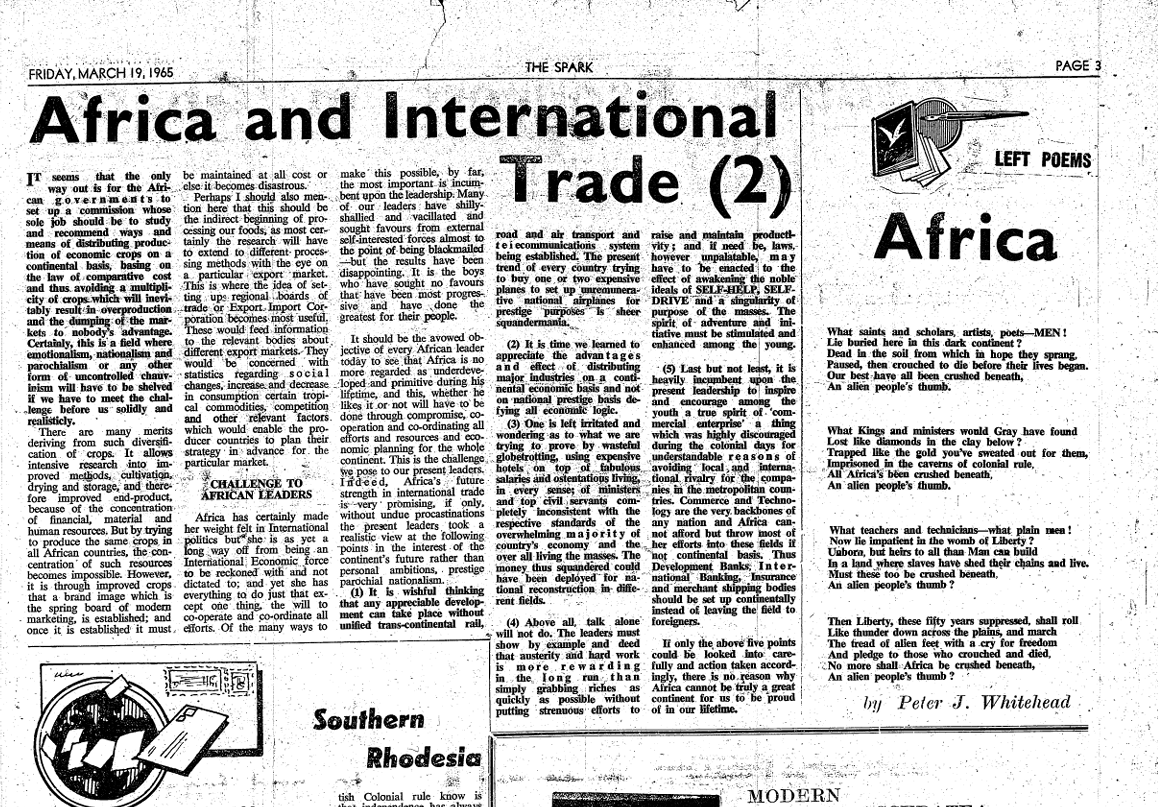 FRIDAY, MARCH 19, 1965
THE SPARK
PAGE 3
Africa and International
Trade (2)
IT seems that the only
way out is for the Afri-
can governments to
set up a commission whose
sole job should be to study
and recommend ways and
means of distributing produc-
tion of economic crops on a
continental basis, basing on
the law of comparative cost
and thus avoiding a multipli-
city of crops which will inevi-
tably result in overproduction
and the dumping of the mar-
kets to nobody's advantage.
Certainly, this is a field where
emotionalism, nationalism and
parochialism or any other
form of uncontrolled chauv-
inism will have to be shelved
if we have to meet the chal-
lenge before us solidly and
realisticly.
There are many merits
deriving from such diversifi-
cation of crops. It allows
intensive research into im-
proved methods, cultivation,
drying and storage, and there-
fore improved end-product,
because of the concentration
of financial, material and
human resources. But by trying
to produce the same crops in
all African countries, the con-
centration of such resources
becomes impossible. However,
it is through improved crops
that a brand image which is
the spring board of modern
marketing, is established; and
once it is established it must
be maintained at all cost or
else it becomes disastrous.
Perhaps I should also men-
tion here that this should be
the indirect beginning of pro-
cessing our foods, as most cer-
tainly the research will have
to extend to different proces-
sing methods with the eye on
a particular export market.
This is where the idea of set-
ting up regional boards of
trade or Export Import Cor-
poration becomes most useful.
These would feed information
to the relevant bodies about
different export markets. They
would be concerned with
statistics regarding social
changes, increase and decrease
in consumption certain tropi-
cal commodities, competition
and other relevant factors
which would enable the pro-
ducer countries to plan their
strategy in advance for the
particular market.
CHALLENGE TO
AFRICAN LEADERS
Africa has certainly made
her weight felt in International
politics but she is as yet a
long way off from being an
International Economic force
to be reckoned with and not
dictated to; and yet she has
everything to do just that ex-
cept one thing, the will to
co-operate and co-ordinate all
efforts. Of the many ways to
make this possible, by far,
the most important is incum-
bent upon the leadership. Many
of our leaders have shilly-
shallied and vacillated and
sought favours from external
self-interested forces almost to
the point of being blackmailed
—but the results have been
disappointing. It is the boys
who have sought no favours
that have been most progres-
sive and have done the
greatest for their people.
It should be the avowed ob-
jective of every African leader
today to see that Africa is no
more regarded as underdeve-
loped and primitive during his
lifetime, and this, whether he
likes it or not will have to be
done through compromise, co-
operation and co-ordinating all
efforts and resources and eco-
nomic planning for the whole
continent. This is the challenge
we pose to our present leaders.
Indeed, Africa's future
strength in international trade
is very promising, if only,
without undue procastinations
the present leaders took a
realistic view at the following
points in the interest of the
continent's future rather than
personal ambitions, prestige
parochial nationalism.
(1) It is wishful thinking
that any appreciable develop-
ment can take place without
unified trans-continental rail,
road and air transport and
telecommunications system
being established. The present
trend of every country trying
to buy one or two expensive
planes to set up unremunera-
tive national airplanes for
prestige purposes is sheer
squandermania.
(2) It is time we learned to
appreciate the advantages
and effect of distributing
major industries on a conti-
nental economic basis and not
on national prestige basis de-
fying all economic logic.
(3) One is left irritated and
wondering as to what we are
trying to prove by wasteful
globetrotting, using expensive
hotels on top of fabulous
salaries and ostentatious living,
in every sense; of ministers
and top civil servants com-
pletely inconsistent with the
respective standards of the
overwhelming majority of
country's economy and the
over all living the masses. The
money thus squandered could
have been deployed for na-
tional reconstruction in diffe-
rent fields.
(4) Above all, talk alone
will not do. The leaders must
show by example and deed
that austerity and hard work
is more rewarding
in the long run than
simply grabbing riches as
quickly as possible without
putting strenuous efforts to
raise and maintain producti-
vity; and if need be, laws,
however unpalatable, may
have to be enacted to the
effect of awakening the noble
ideals of SELF-HELP, SELF-
DRIVE and a singularity of
purpose of the masses. The
spirit of adventure and ini-
tiative must be stimulated and
enhanced among the young.
(5) Last but not least, it is
heavily incumbent upon the
present leadership to inspire
and encourage among the
youth a true spirit of 'com-
mercial enterprise' a thing
which was highly discouraged
during the colonial days for
understandable reasons of
avoiding local and interna-
tional rivalry for the compa-
nies in the metropolitan coun-
tries. Commerce and Techno-
logy are the very backbones of
any nation and Africa can-
not afford but throw most of
her efforts into these fields if
not continental basis. Thus
Development Banks, Inter-
national Banking, Insurance
and merchant shipping bodies
should be set up continentally
instead of leaving the field to
foreigners.
If only the above five points
could be looked into care-
fully and action taken accord-
ingly, there is no reason why
Africa cannot be truly a great
continent for us to be proud
of in our lifetime.
LEFT POEMS
Africa
What saints and scholars, artists, poets—MEN!
Lie buried here in this dark continent?
Dead in the soil from which in hope they sprang,
Paused, then crouched to die before their lives began.
Our best have all been crushed beneath,
An alien people's thumb.
What Kings and ministers would Gray have found
Lost like diamonds in the clay below?
Trapped like the gold you've sweated out for them,
Imprisoned in the caverns of colonial rule,
All Africa's been crushed beneath,
An alien people's thumb.
What teachers and technicians—what plain men!
Now lie impatient in the womb of Liberty?
Unborn, but heirs to all than Man can build
In a land where slaves have shed their chains and live.
Must these too be crushed beneath,
An alien people's thumb?
Then Liberty, these fifty years suppressed, shall roll
Like thunder down across the plains, and march
The tread of alien feet with a cry for freedom
And pledge to those who crouched and died,
No more shall Africa be crushed beneath,
An alien people's thumb?
by Peter J. Whitehead
Southern
Rhodesia
tish Colonial rule know is
that independence has always
MODERN